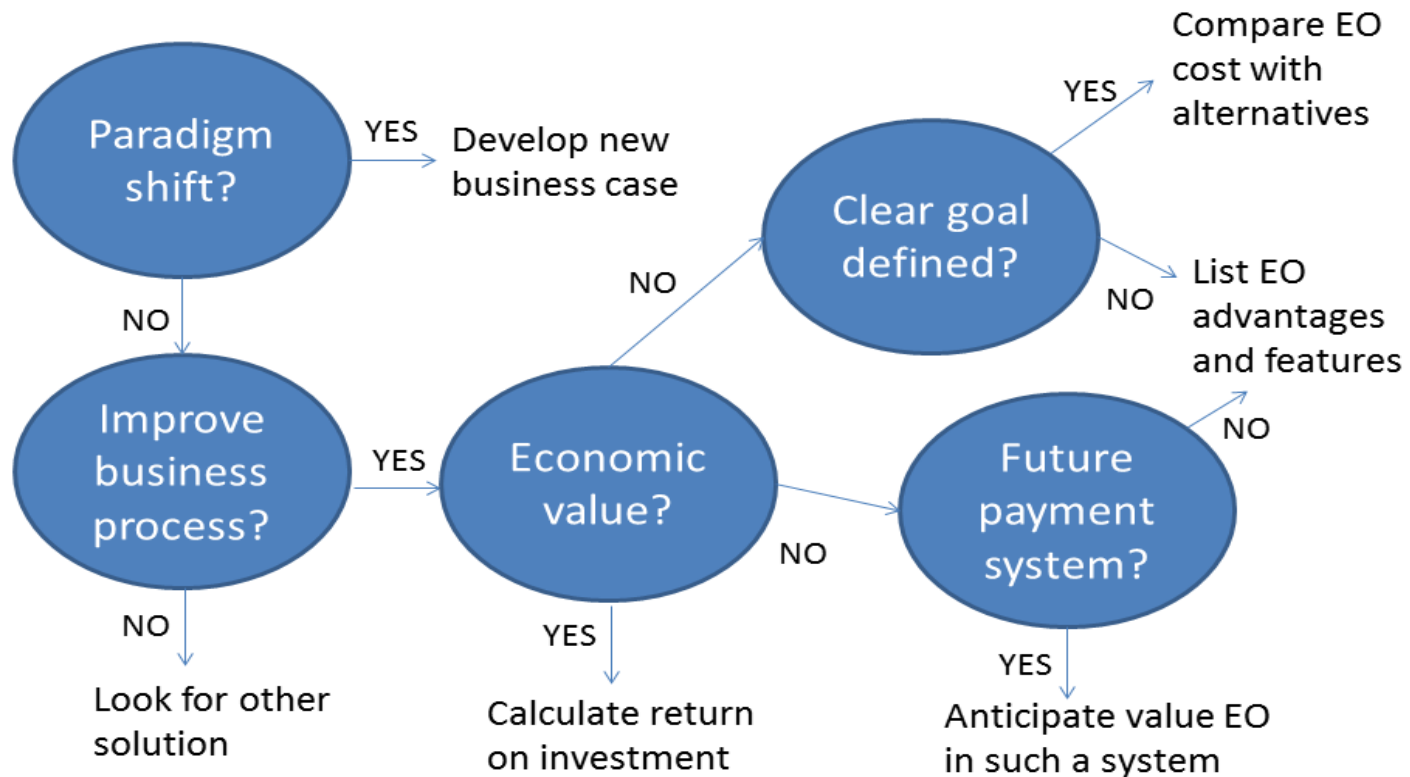 Paradigm
shift?
YES
Develop new
business case
NO
Improve
business
process?
YES
NO
Look for other
solution
Economic
value?
YES
Calculate return
on investment
NO
Clear goal
defined?
YES
Compare EO
cost with
alternatives
NO
List EO
advantages
and features
NO
Future
payment
system?
NO
YES
Anticipate value EO
in such a system